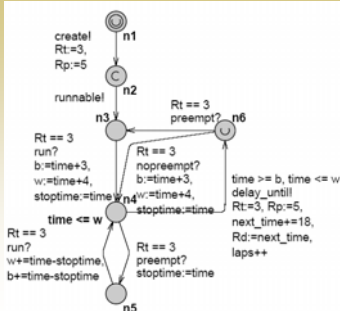 n1
create!
Rt:=3,
Rp:=5
C
n2
runnable!
n3
Rt == 3
preempt?
n6
Rt == 3
run?
b:=time+3,
w:=time+4,
stoptime:=time
Rt == 3
nopreempt?
b:=time+3,
w:=time+4,
stoptime:=time
n4
time <= w
time >= b, time <= w
delay_until!
Rt:=3, Rp:=5,
next_time+=18,
Rd:=next_time,
laps++
Rt == 3
run?
w+=time-stoptime,
b+=time-stoptime
Rt == 3
preempt?
stoptime:=time
n5